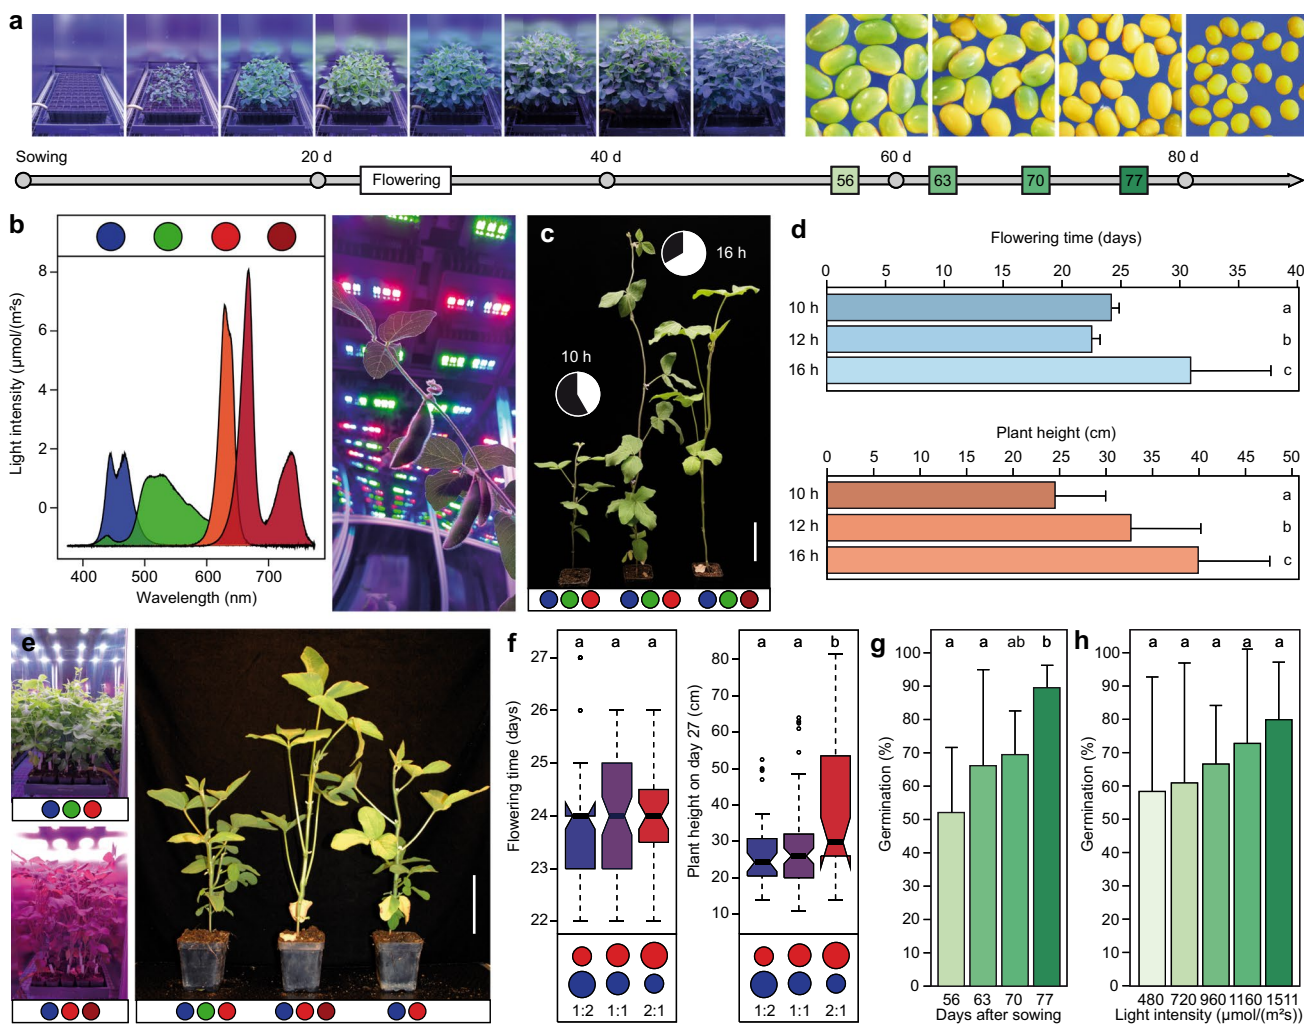 a
Sowing
20 d
40 d
60 d
80 d
Flowering
56
63
70
77
b
Light intensity (µmol/(m²s)
8
6
4
2
0
400
500
600
700
Wavelength (nm)
c
16 h
10 h
d
Flowering time (days)
0 5 10 15 20 25 30 35 40
10 h a
12 h b
16 h c
Plant height (cm)
0 5 10 15 20 25 30 35 40 45 50
10 h a
12 h b
16 h c
e
f
Flowering time (days)
a a a
27
26
25
24
23
22
1:2 1:1 2:1
Plant height on day 27 (cm)
a a b
80
70
60
50
40
30
20
10
1:2 1:1 2:1
g
Germination (%)
a a ab b
100
90
80
70
60
50
40
30
20
10
0
56 63 70 77
Days after sowing
h
Germination (%)
a a a a a
100
90
80
70
60
50
40
30
20
10
0
480 720 960 1160 1511
Light intensity (µmol/(m²s))